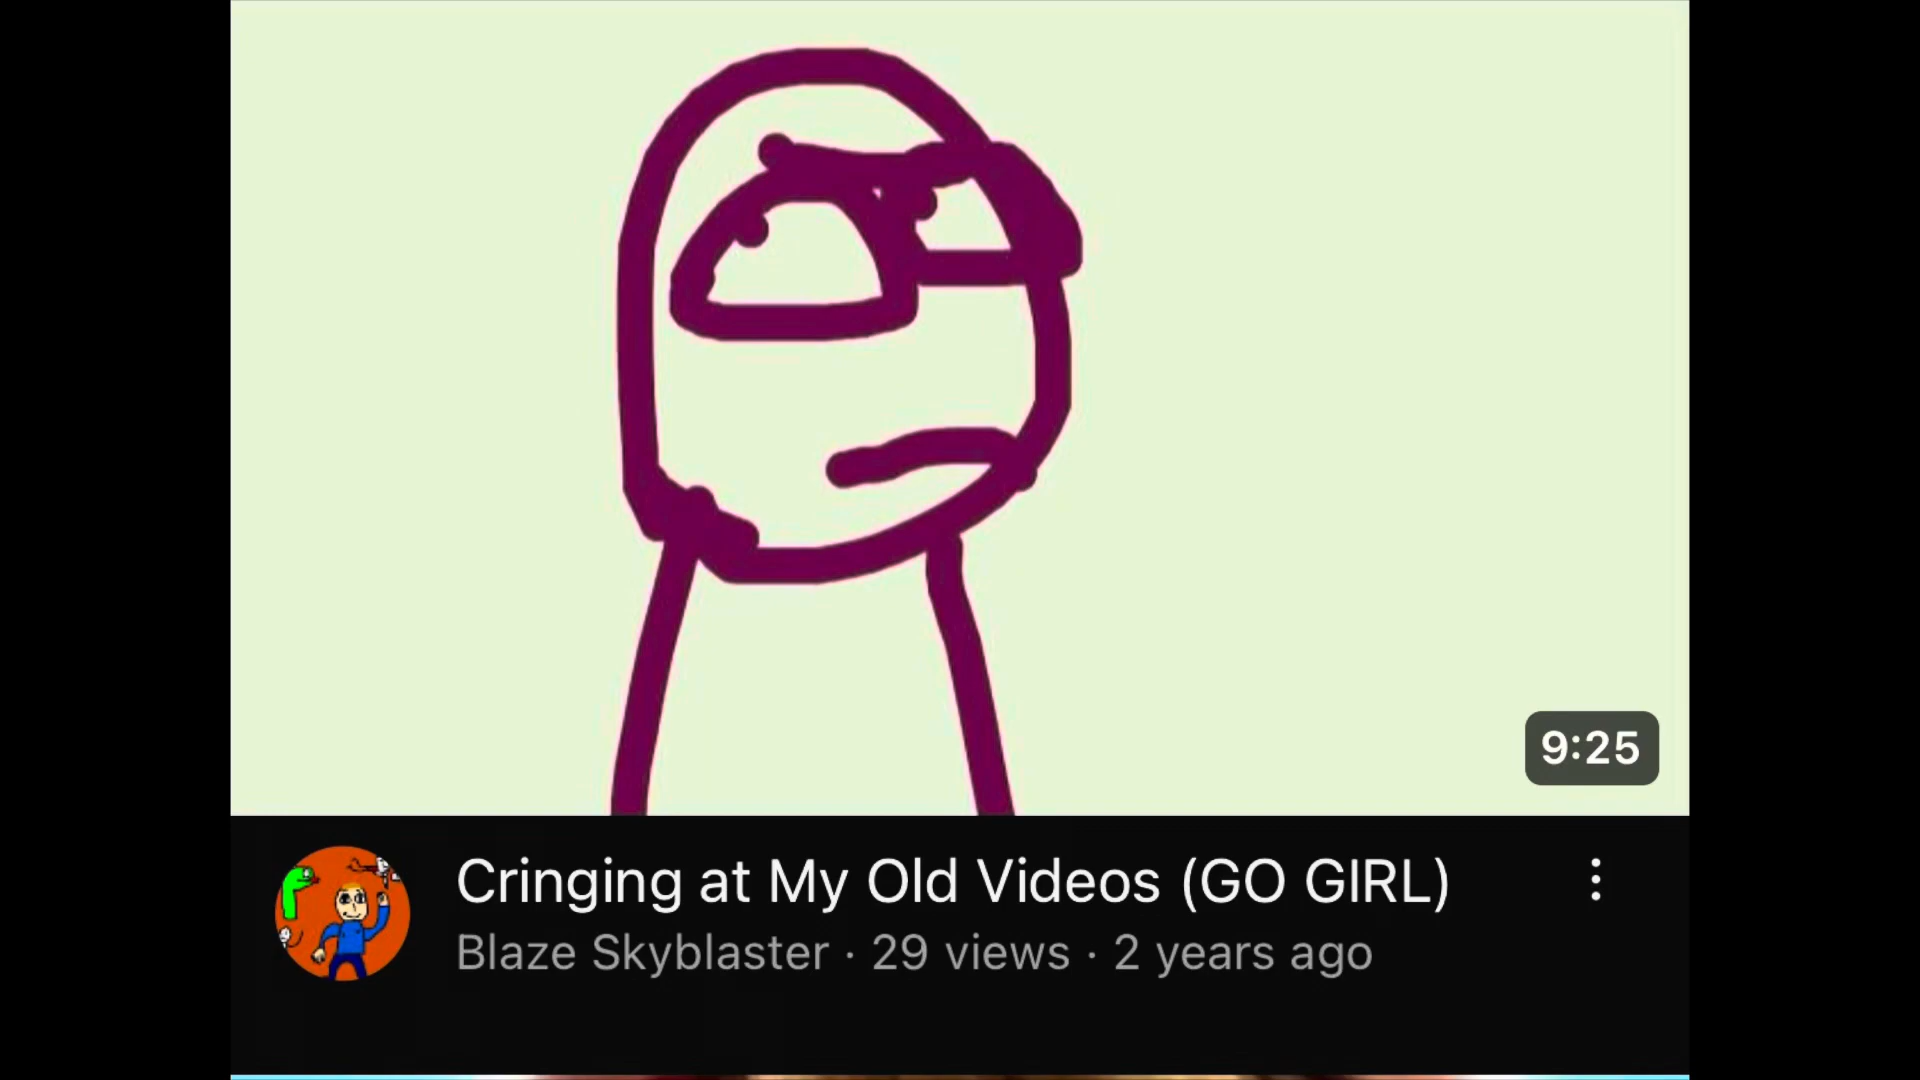 9:25
Cringing at My Old Videos (GO GIRL)
Blaze Skyblaster · 29 views · 2 years ago